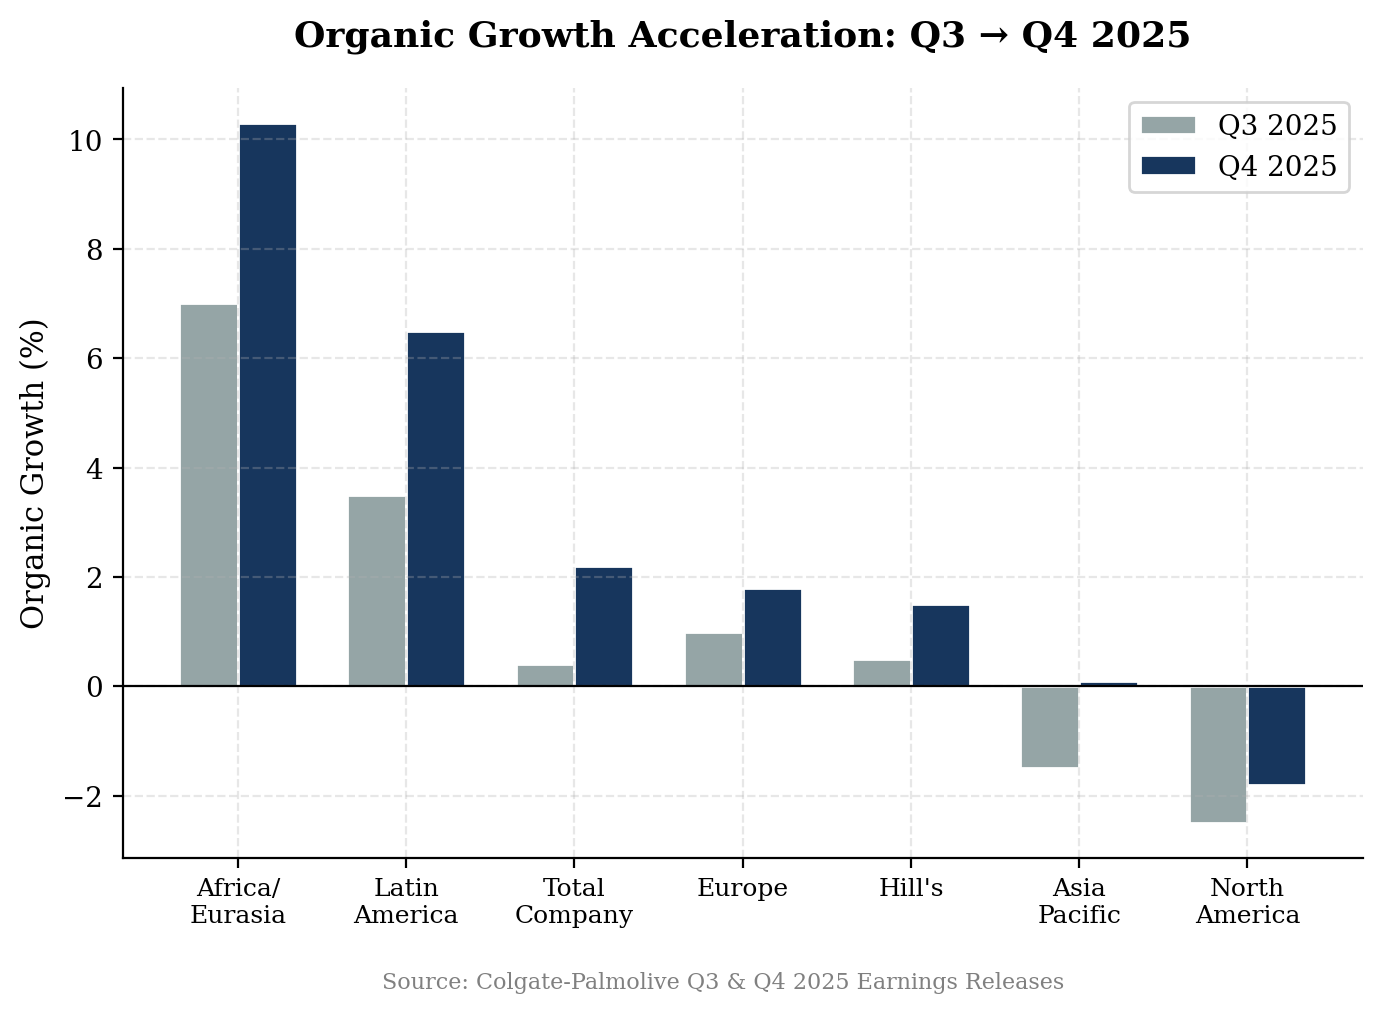 Organic Growth Acceleration: Q3 → Q4 2025
Q3 2025
Q4 2025
Organic Growth (%)
10
8
6
4
2
0
−2
Africa/
Eurasia
Latin
America
Total
Company
Europe
Hill's
Asia
Pacific
North
America
Source: Colgate-Palmolive Q3 & Q4 2025 Earnings Releases